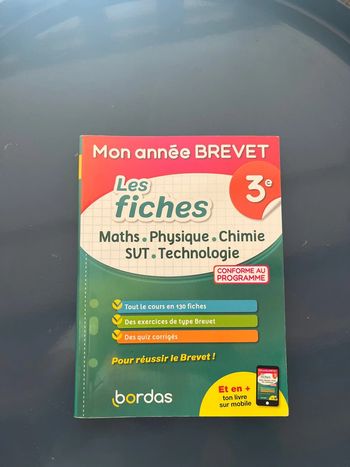 Mon année BREVET
Les
fiches
3e
Maths • Physique • Chimie
SVT • Technologie
CONFORME AU
PROGRAMME
Tout le cours en 130 fiches
Des exercices de type Brevet
Des quiz corrigés
Pour réussir le Brevet !
bordas
Et en +
ton livre
sur mobile